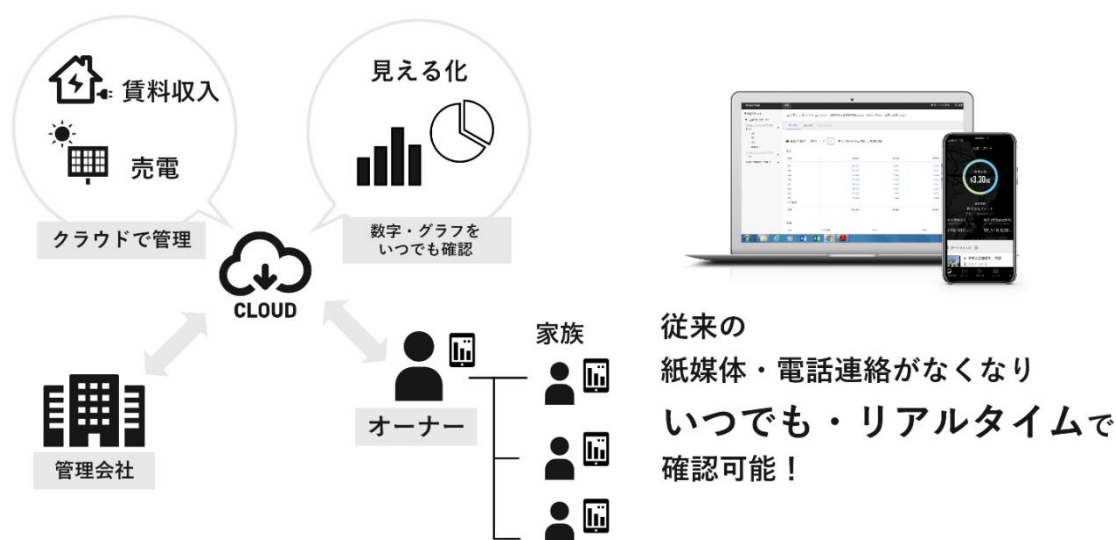 賃料収入
売電
クラウドで管理
見える化
数字・グラフを
いつでも確認
CLOUD
管理会社
オーナー
家族
従来の
紙媒体・電話連絡がなくなり
いつでも・リアルタイムで
確認可能！